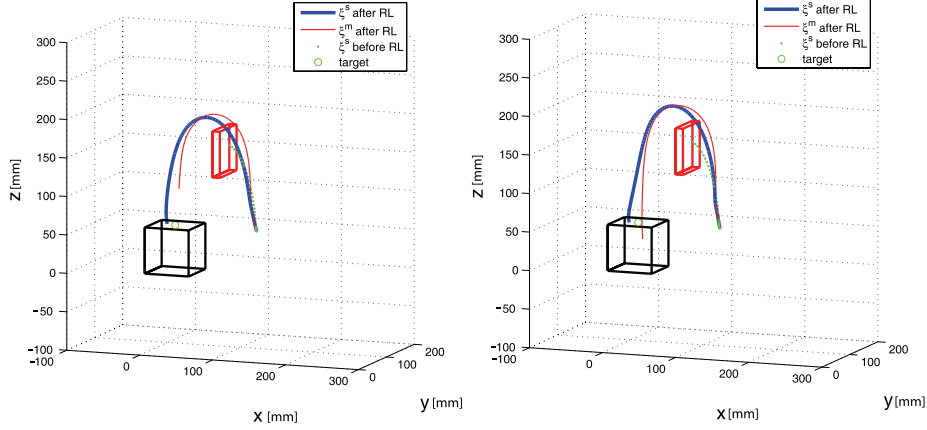 ξˢ after RL
ξᵐ after RL
ξˢ before RL
target
300
250
200
150
100
50
0
−50
−100
−100
0
100
200
300
0
100
200
z [mm]
x [mm]
y [mm]
ξˢ after RL
ξᵐ after RL
ξˢ before RL
target
300
250
200
150
100
50
0
−50
−100
−100
0
100
200
300
0
100
200
z [mm]
x [mm]
y [mm]